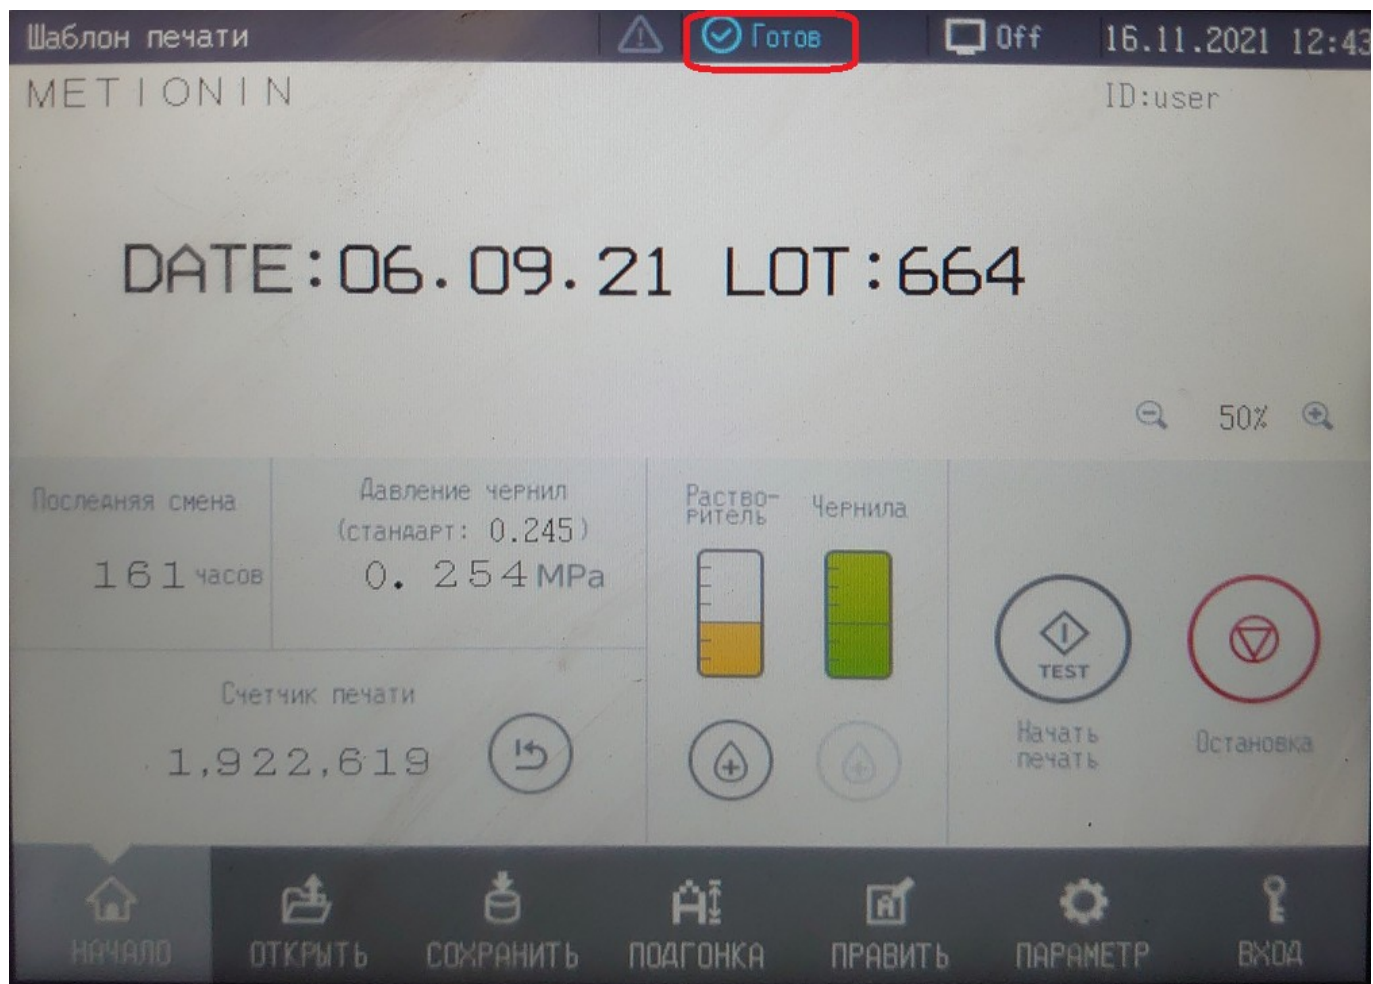 Шаблон печати
Готов
Off
16.11.2021 12:43
METIONIN
ID:user
DATE:06.09.21 LOT:664
50%
Последняя смена
161 часов
Давление чернил
(стандарт: 0.245)
0. 254 MPa
Раство-
ритель
Чернила
Счетчик печати
1,922,619
TEST
Начать
печать
Остановка
НАЧАЛО
ОТКРЫТЬ
СОХРАНИТЬ
ПОДГОНКА
ПРАВИТЬ
ПАРАМЕТР
ВХОД